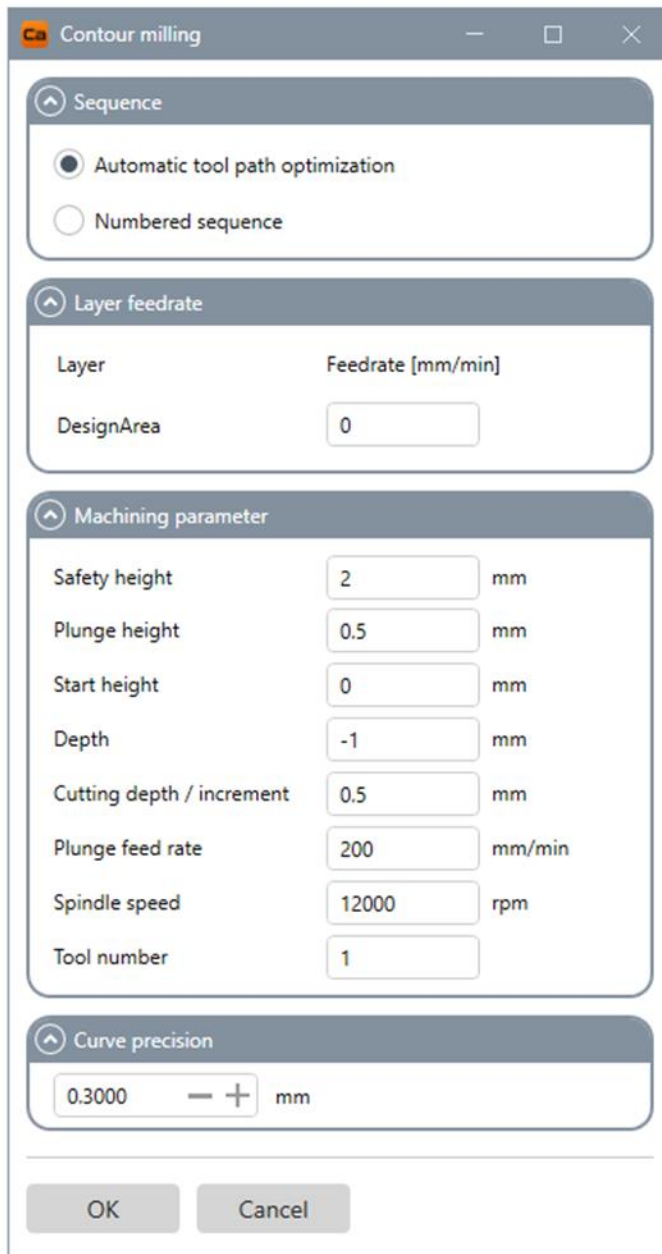 Ca Contour milling
Sequence
Automatic tool path optimization
Numbered sequence
Layer feedrate
Layer Feedrate [mm/min]
DesignArea 0
Machining parameter
Safety height 2 mm
Plunge height 0.5 mm
Start height 0 mm
Depth -1 mm
Cutting depth / increment 0.5 mm
Plunge feed rate 200 mm/min
Spindle speed 12000 rpm
Tool number 1
Curve precision
0.3000 mm
OK Cancel